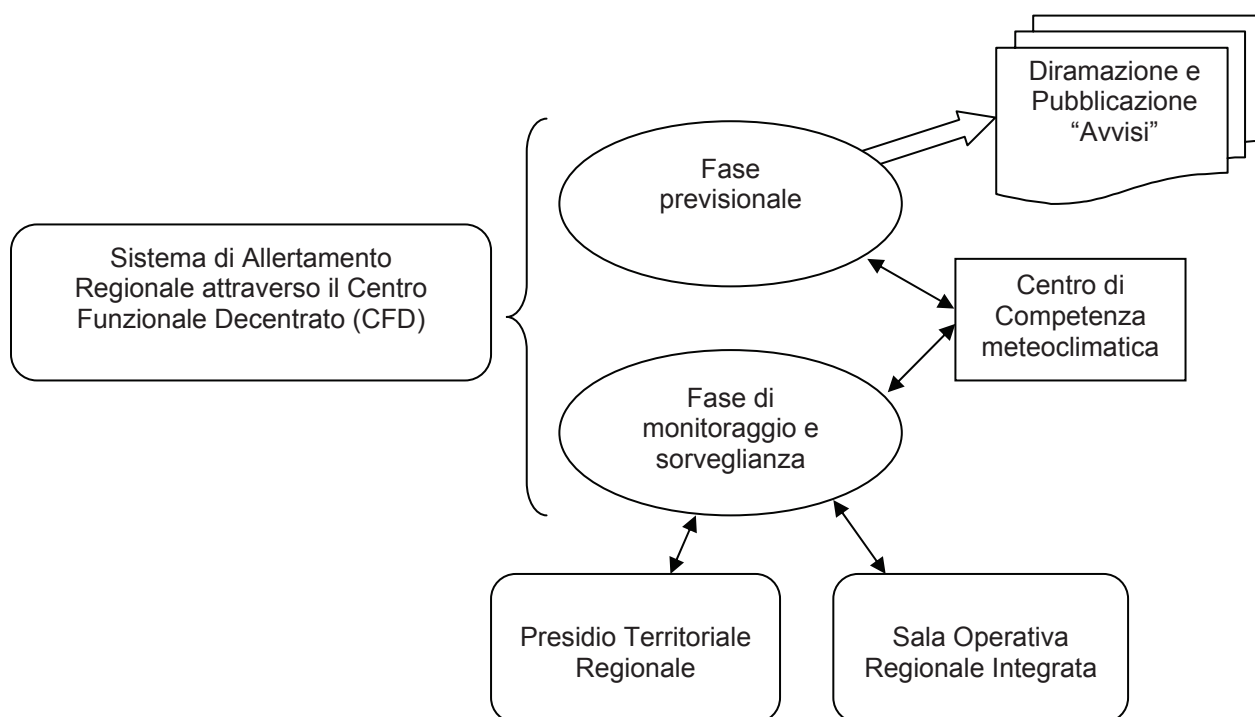 Sistema di Allertamento
Regionale attraverso il Centro
Funzionale Decentrato (CFD)
Fase
previsionale
Diramazione e
Pubblicazione
“Avvisi”
Centro di
Competenza
meteoclimatica
Fase di
monitoraggio e
sorveglianza
Presidio Territoriale
Regionale
Sala Operativa
Regionale Integrata